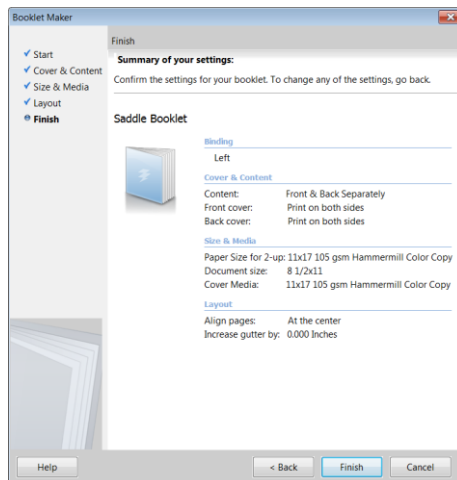 Booklet Maker
Start
Cover & Content
Size & Media
Layout
Finish
Finish
Summary of your settings:
Confirm the settings for your booklet. To change any of the settings, go back.
Saddle Booklet
Binding
Left
Cover & Content
Content: Front & Back Separately
Front cover: Print on both sides
Back cover: Print on both sides
Size & Media
Paper Size for 2-up: 11x17 105 gsm Hammermill Color Copy
Document size: 8 1/2x11
Cover Media: 11x17 105 gsm Hammermill Color Copy
Layout
Align pages: At the center
Increase gutter by: 0.000 Inches
Help
< Back
Finish
Cancel